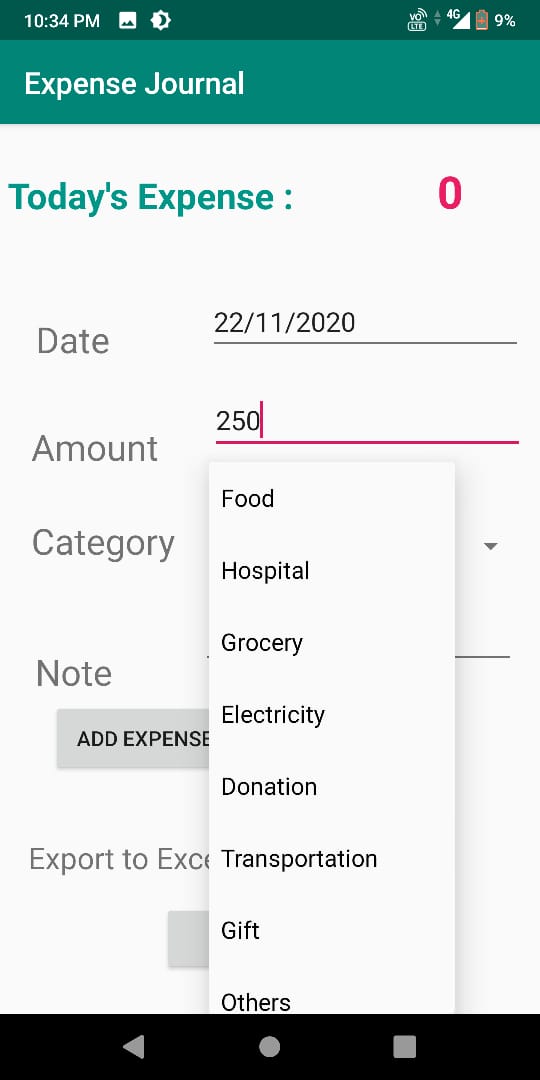 10:34 PM VO LTE 4G 9%
Expense Journal
Today's Expense : 0
Date 22/11/2020
Amount 250
Category
Note
ADD EXPENSE
Export to Exce
Food
Hospital
Grocery
Electricity
Donation
Transportation
Gift
Others